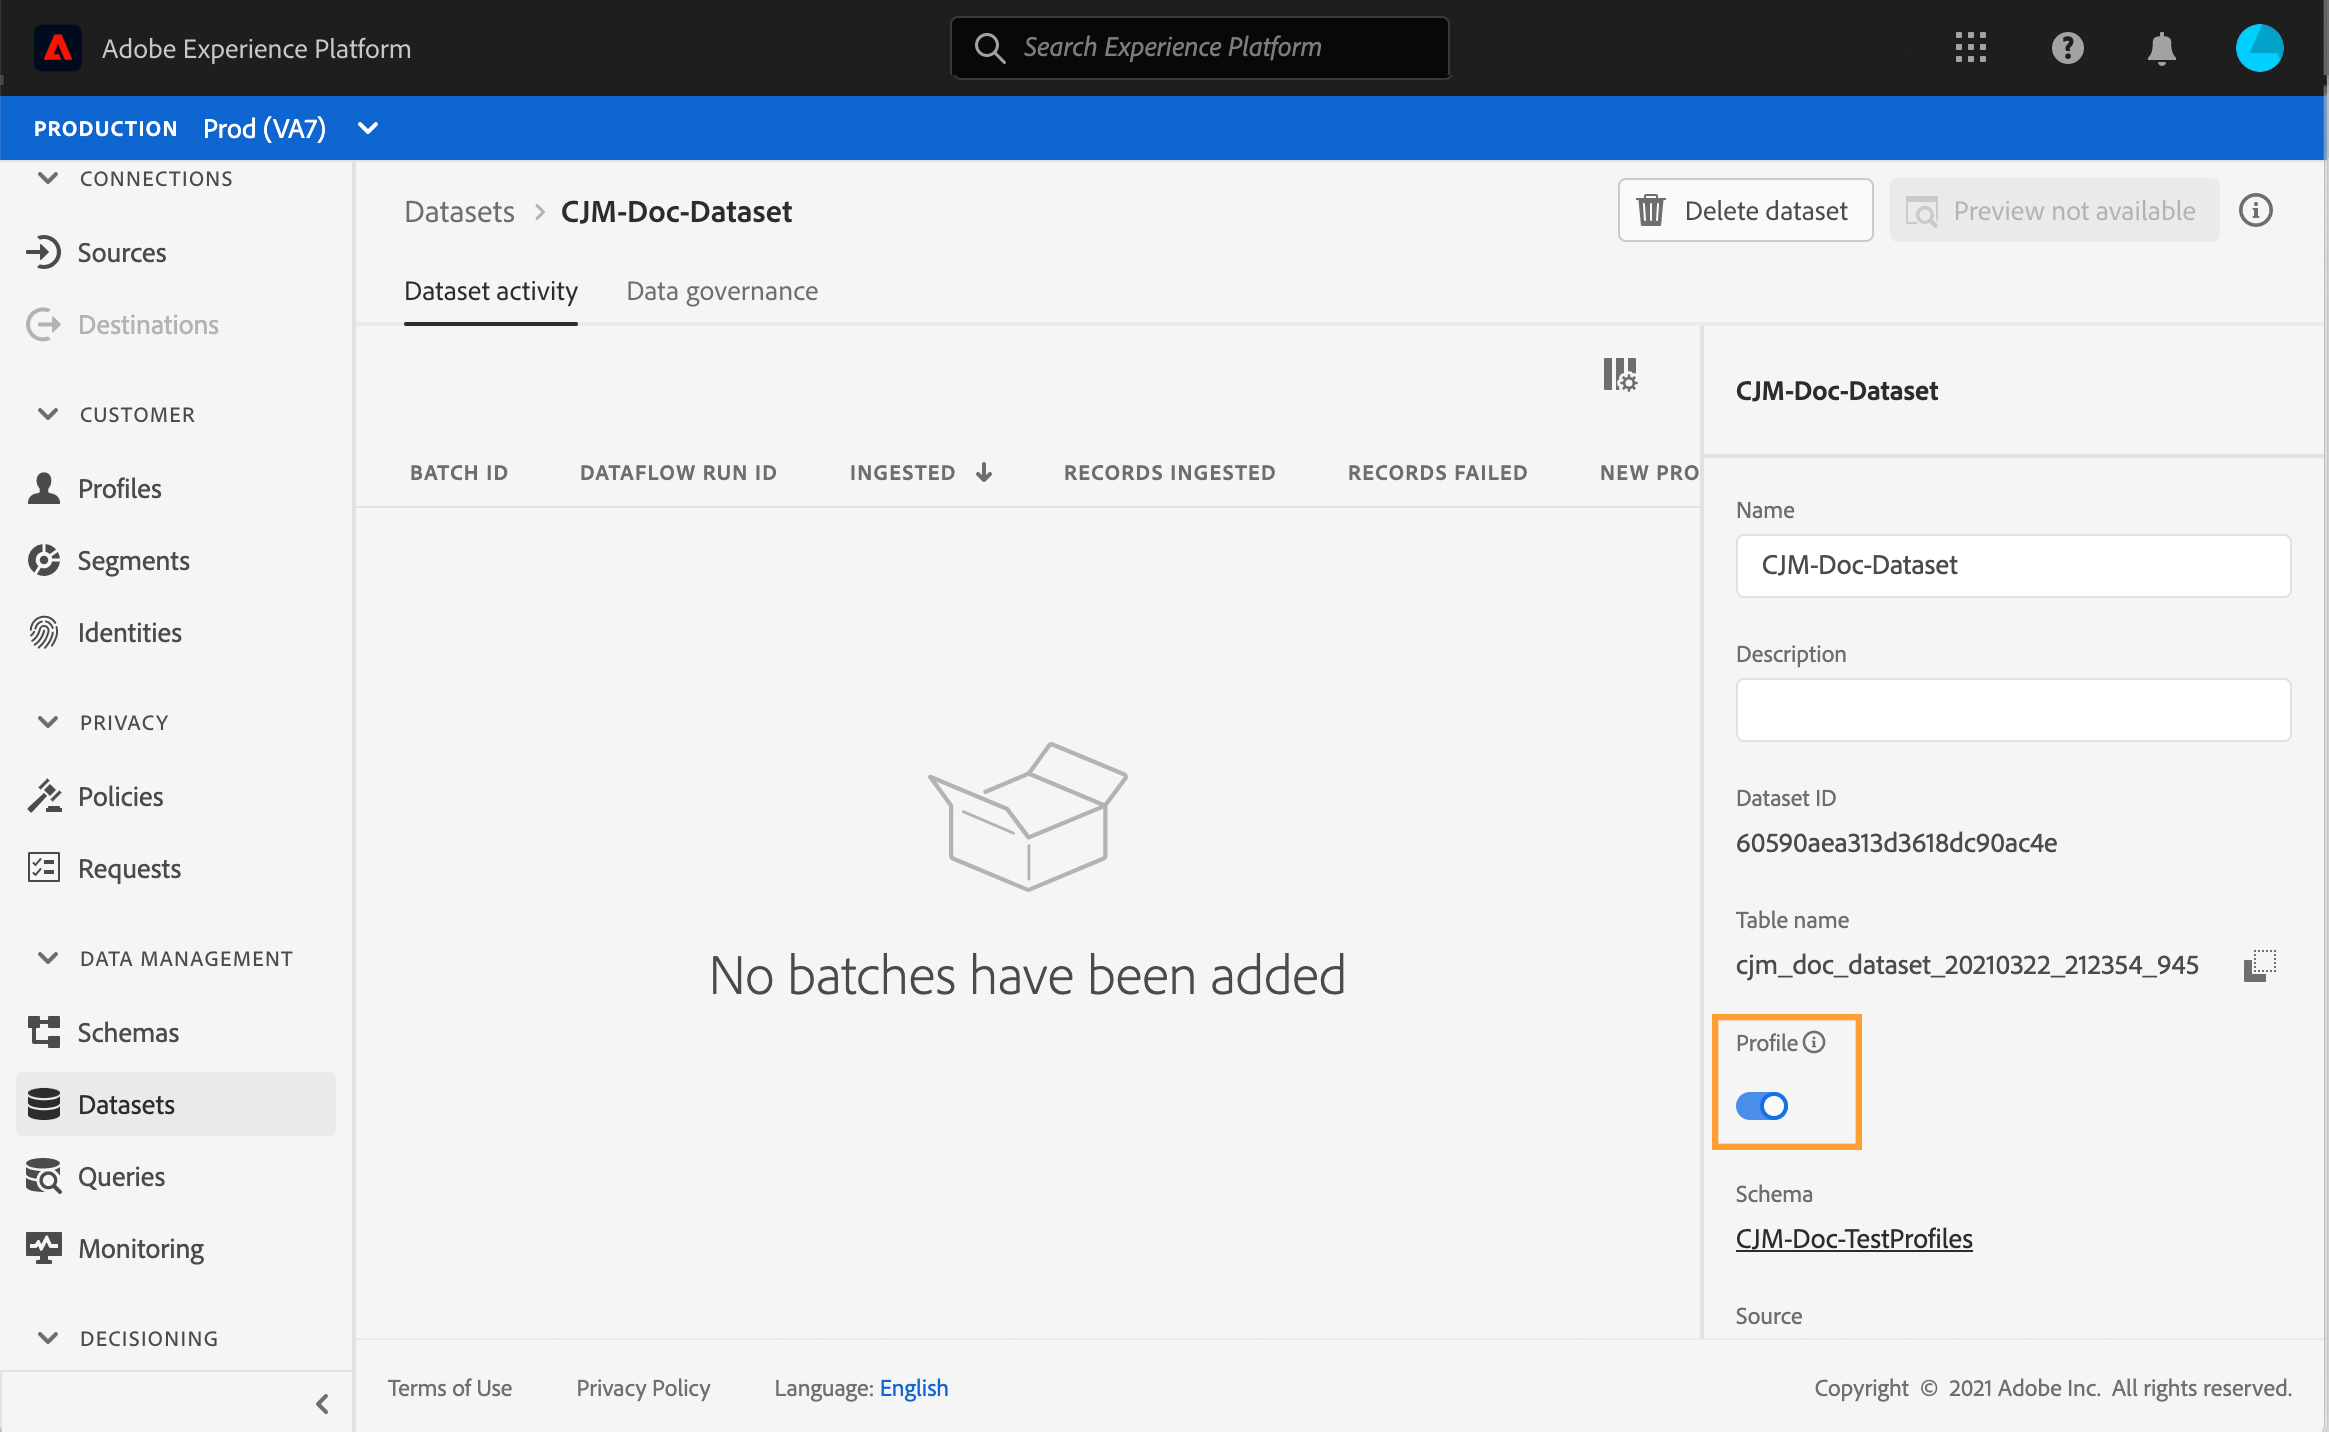 Adobe Experience Platform
Search Experience Platform
PRODUCTION Prod (VA7)
CONNECTIONS
Sources
Destinations
CUSTOMER
Profiles
Segments
Identities
PRIVACY
Policies
Requests
DATA MANAGEMENT
Schemas
Datasets
Queries
Monitoring
DECISIONING
Datasets > CJM-Doc-Dataset
Delete dataset
Preview not available
Dataset activity
Data governance
BATCH ID DATAFLOW RUN ID INGESTED RECORDS INGESTED RECORDS FAILED NEW PRO
No batches have been added
CJM-Doc-Dataset
Name
CJM-Doc-Dataset
Description
Dataset ID
60590aea313d3618dc90ac4e
Table name
cjm_doc_dataset_20210322_212354_945
Profile
Schema
CJM-Doc-TestProfiles
Source
Terms of Use Privacy Policy Language: English Copyright © 2021 Adobe Inc. All rights reserved.